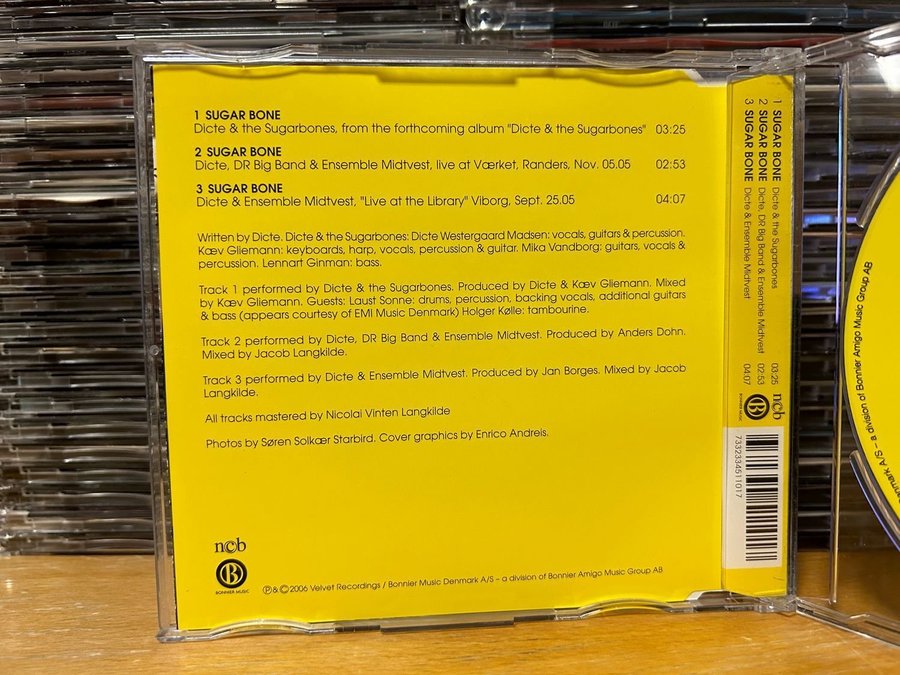 1 SUGAR BONE
Dicte & the Sugarbones, from the forthcoming album "Dicte & the Sugarbones" 03:25
2 SUGAR BONE
Dicte, DR Big Band & Ensemble Midtvest, live at Værket, Randers, Nov. 05.05 02:53
3 SUGAR BONE
Dicte & Ensemble Midtvest, "Live at the Library" Viborg, Sept. 25.05 04:07
Written by Dicte. Dicte & the Sugarbones: Dicte Westergaard Madsen: vocals, guitars & percussion.
Kæv Gliemann: keyboards, harp, vocals, percussion & guitar. Mika Vandborg: guitars, vocals &
percussion. Lennart Ginman: bass.
Track 1 performed by Dicte & the Sugarbones. Produced by Dicte & Kæv Gliemann. Mixed
by Kæv Gliemann. Guests: Laust Sonne: drums, percussion, backing vocals, additional guitars
& bass (appears courtesy of EMI Music Denmark) Holger Kølle: tambourine.
Track 2 performed by Dicte, DR Big Band & Ensemble Midtvest. Produced by Anders Dohn.
Mixed by Jacob Langkilde.
Track 3 performed by Dicte & Ensemble Midtvest. Produced by Jan Borges. Mixed by Jacob
Langkilde.
All tracks mastered by Nicolai Vinten Langkilde
Photos by Søren Solkær Starbird. Cover graphics by Enrico Andreis.
ncb
B
BONNIER MUSIC
℗&©2006 Velvet Recordings / Bonnier Music Denmark A/S – a division of Bonnier Amigo Music Group AB
1 SUGAR BONE Dicte & the Sugarbones 03:25
2 SUGAR BONE Dicte, DR Big Band & Ensemble Midtvest 02:53
3 SUGAR BONE Dicte & Ensemble Midtvest 04:07
ncb
B
BONNIER MUSIC
7332334511017
Denmark A/S – a division of Bonnier Amigo Music Group AB